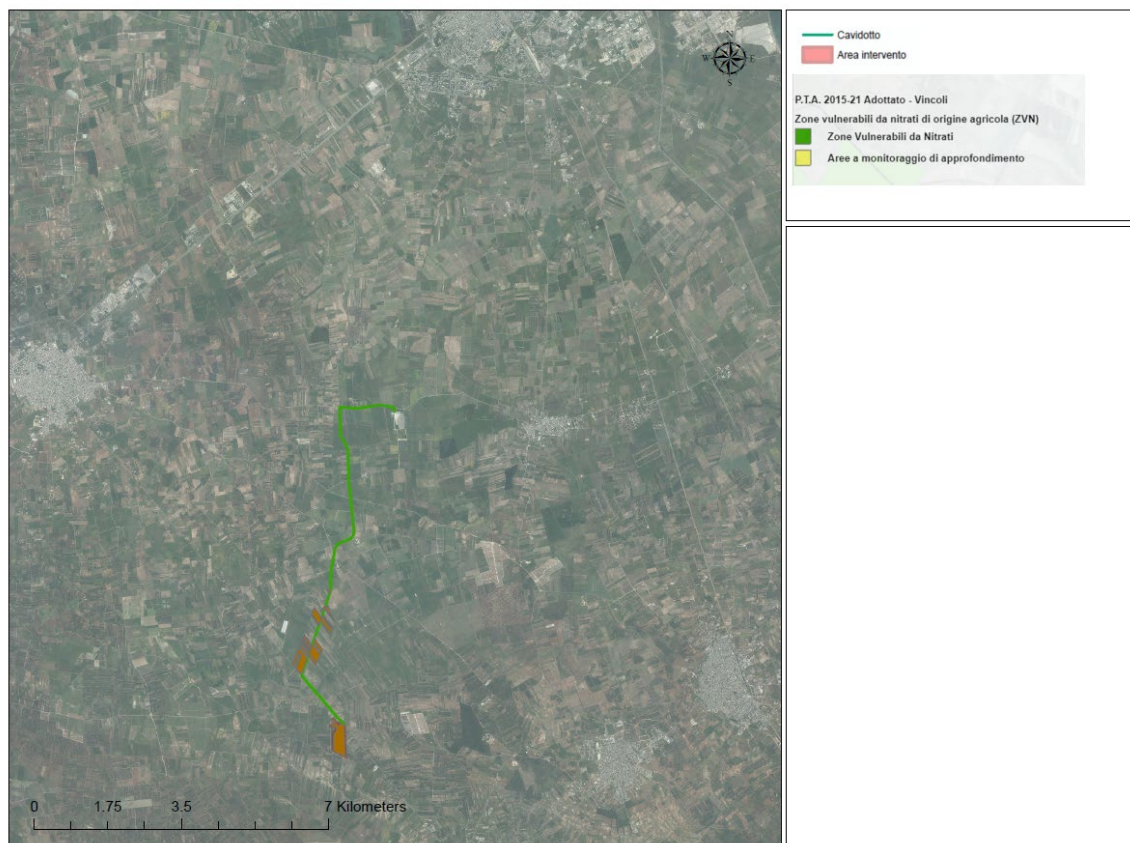 N
W E
S
0 1.75 3.5 7 Kilometers
Cavidotto
Area intervento
P.T.A. 2015-21 Adottato - Vincoli
Zone vulnerabili da nitrati di origine agricola (ZVN)
Zone Vulnerabili da Nitrati
Aree a monitoraggio di approfondimento